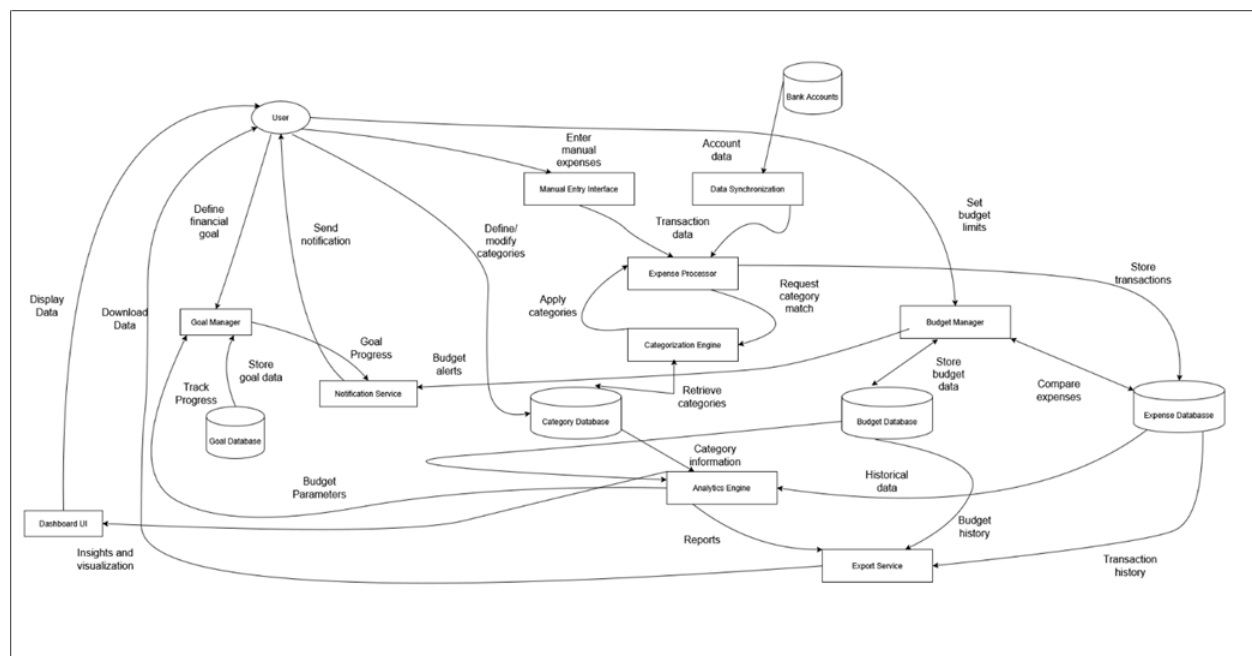 Bank Accounts
User
Enter
manual
expenses
Account
data
Manual Entry Interface
Data Synchronization
Define
financial
goal
Send
notification
Define/
modify
categories
Transaction
data
Set
budget
limits
Expense Processor
Store
transactions
Display
Data
Download
Data
Apply
categories
Request
category
match
Goal Manager
Budget Manager
Goal
Progress
Categorization Engine
Budget
alerts
Store
goal data
Store
budget
data
Track
Progress
Notification Service
Retrieve
categories
Compare
expenses
Goal Database
Category Database
Budget Database
Expense Databasse
Category
information
Budget
Parameters
Analytics Engine
Historical
data
Dashboard UI
Budget
history
Insights and
visualization
Reports
Export Service
Transaction
history